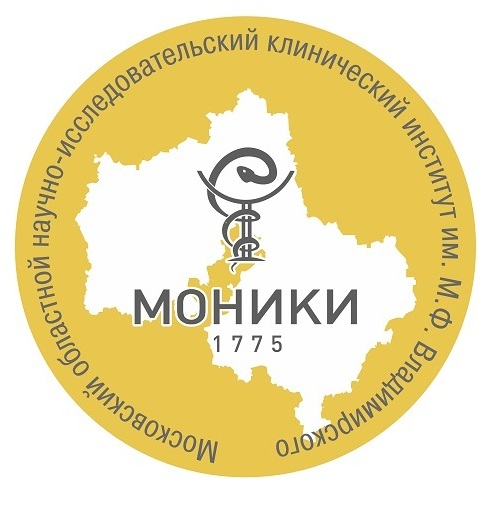 Московский областной научно-исследовательский клинический институт им. М.Ф. Владимирского
МОНИКИ
1775